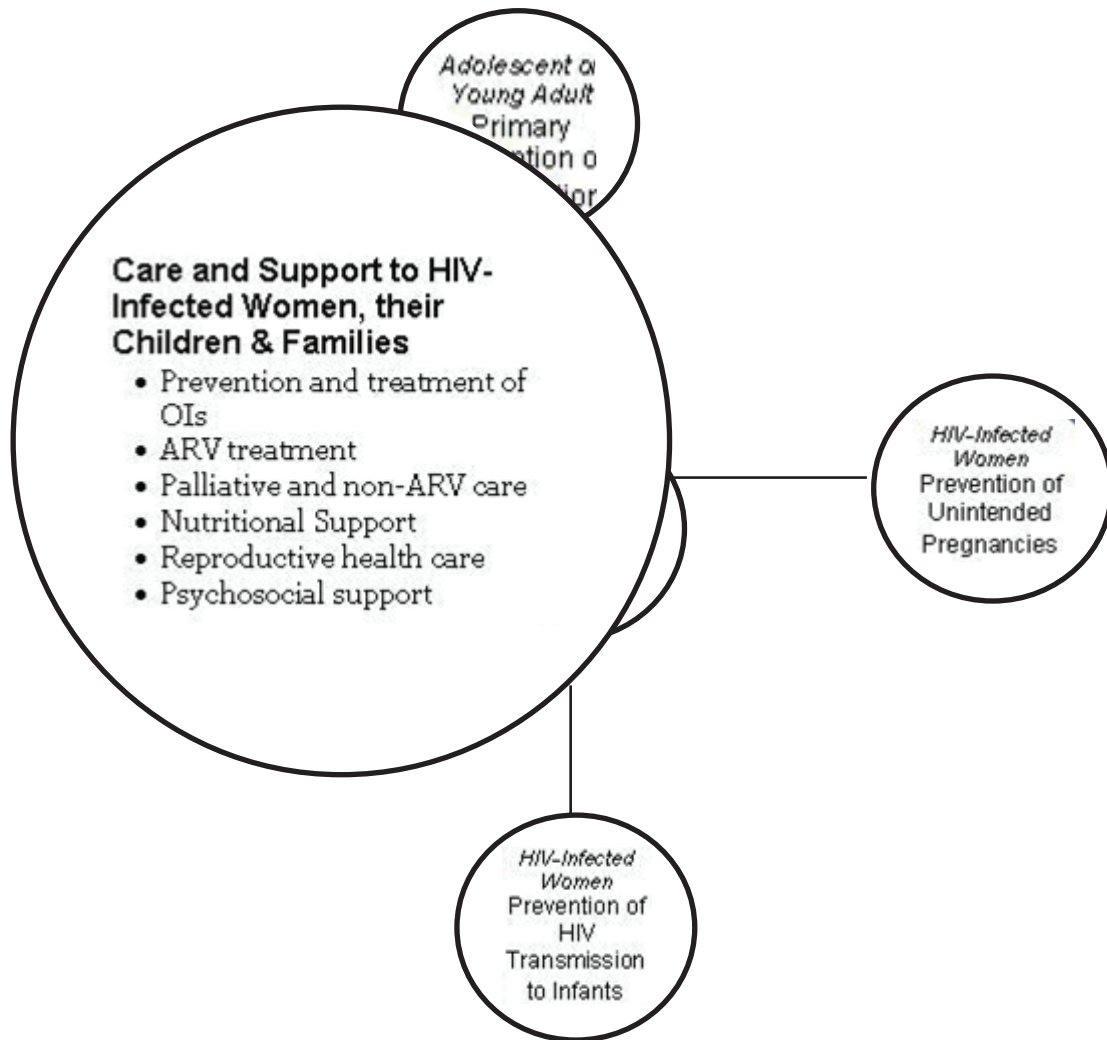 Adolescent
Young Adult
Primary
Care and Support to HIV-
Infected Women, their
Children & Families
• Prevention and treatment of
OIs
• ARV treatment
• Palliative and non-ARV care
• Nutritional Support
• Reproductive health care
• Psychosocial support
HIV-Infected
Women
Prevention of
Unintended
Pregnancies
HIV-Infected
Women
Prevention of
HIV
Transmission
to Infants